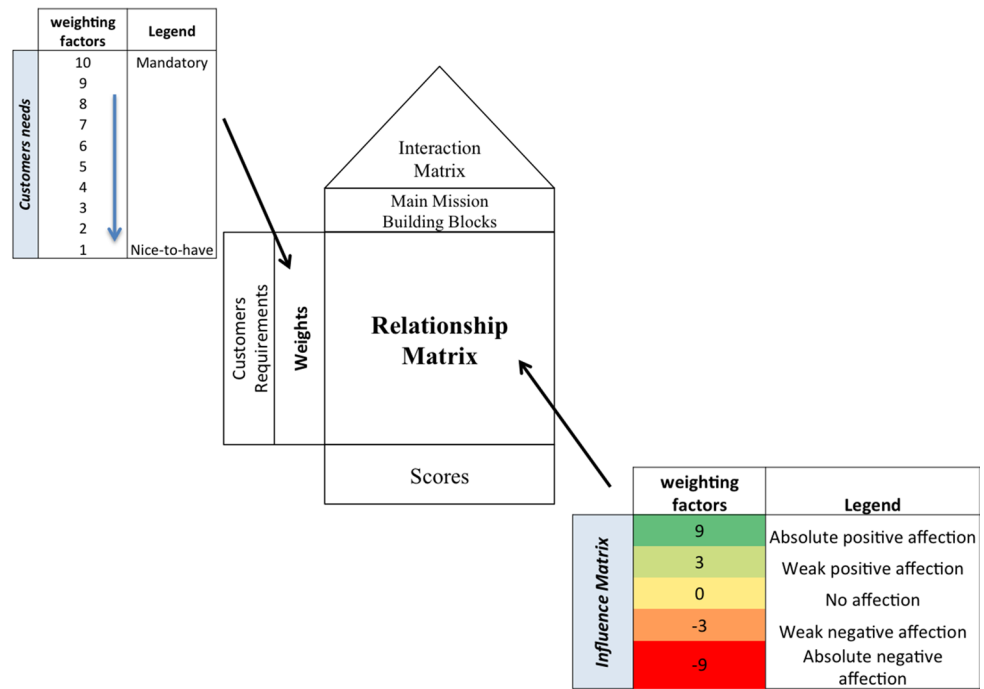 weighting
factors
Legend
Customers needs
10
Mandatory
9
8
7
6
5
4
3
2
1
Nice-to-have
Interaction
Matrix
Main Mission
Building Blocks
Customers
Requirements
Weights
Relationship
Matrix
Scores
weighting
factors
Legend
Influence Matrix
9
Absolute positive affection
3
Weak positive affection
0
No affection
-3
Weak negative affection
-9
Absolute negative
affection